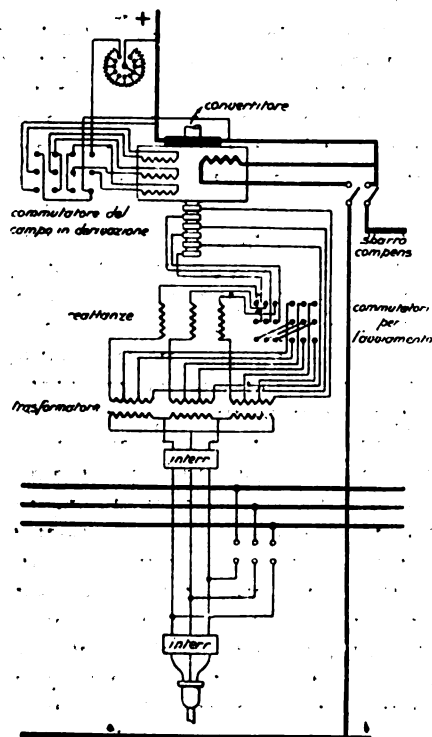 - +
convertitore
commutatore del
campo in derivazione
sbarra
compens
reattanze
commutatori
per
l'avviamento
trasformatore
interr
interr